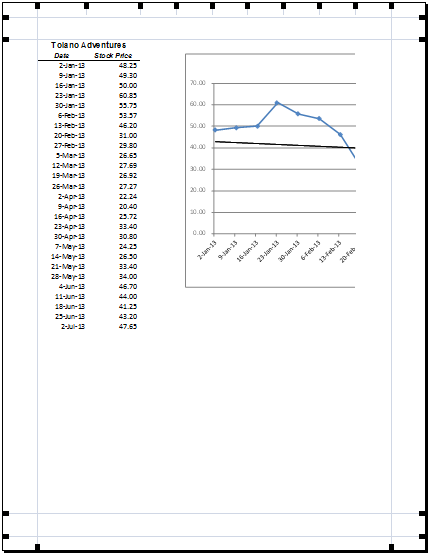 Tolano Adventures
Date Stock Price
2-Jan-13 48.25
9-Jan-13 49.30
16-Jan-13 50.00
23-Jan-13 60.85
30-Jan-13 55.75
6-Feb-13 53.57
13-Feb-13 46.20
20-Feb-13 31.00
27-Feb-13 29.80
5-Mar-13 26.65
12-Mar-13 27.69
19-Mar-13 26.92
26-Mar-13 27.27
2-Apr-13 22.24
9-Apr-13 20.40
16-Apr-13 25.72
23-Apr-13 33.40
30-Apr-13 30.80
7-May-13 24.25
14-May-13 26.50
21-May-13 33.40
28-May-13 34.00
4-Jun-13 46.70
11-Jun-13 44.00
18-Jun-13 41.25
25-Jun-13 43.20
2-Jul-13 47.65
70.00
60.00
50.00
40.00
30.00
20.00
10.00
0.00
2-Jan-13
9-Jan-13
16-Jan-13
23-Jan-13
30-Jan-13
6-Feb-13
13-Feb-13
20-Feb